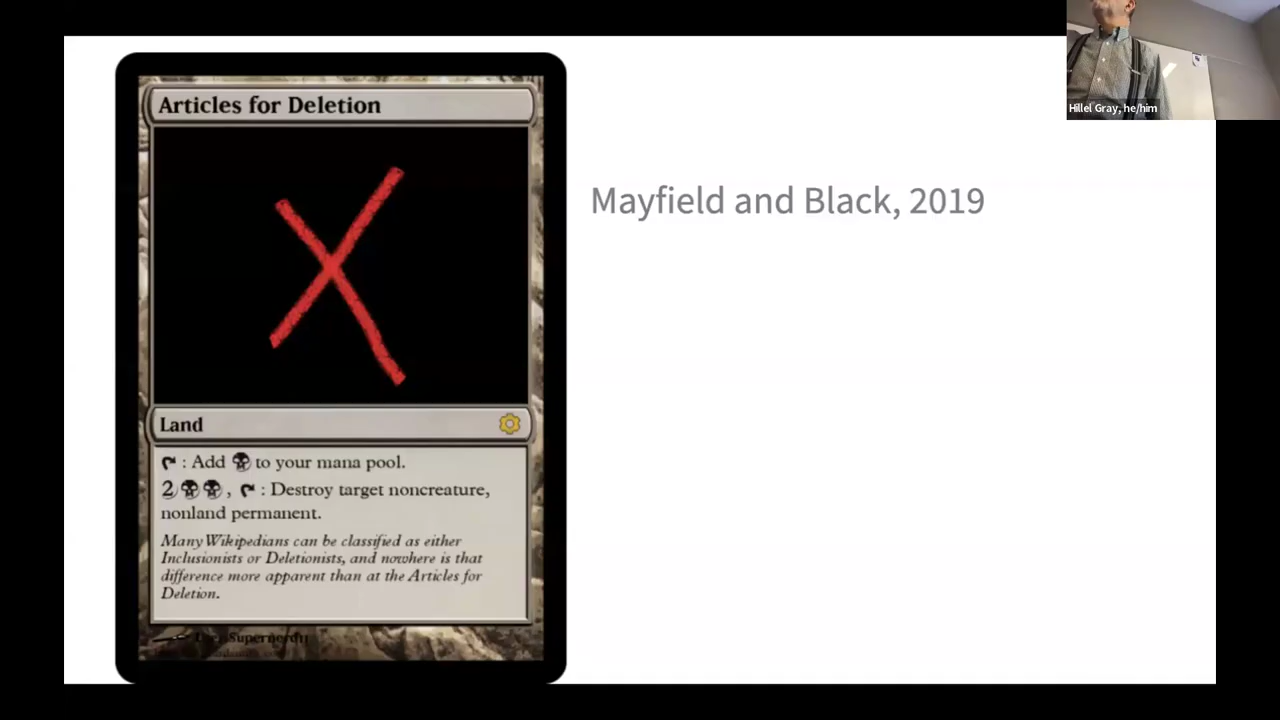 Articles for Deletion
Mayfield and Black, 2019
Hillel Gray, he/him
Land
: Add to your mana pool.
2 , : Destroy target noncreature,
nonland permanent.
Many Wikipedians can be classified as either
Inclusionists or Deletionists, and nowhere is that
difference more apparent than at the Articles for
Deletion.